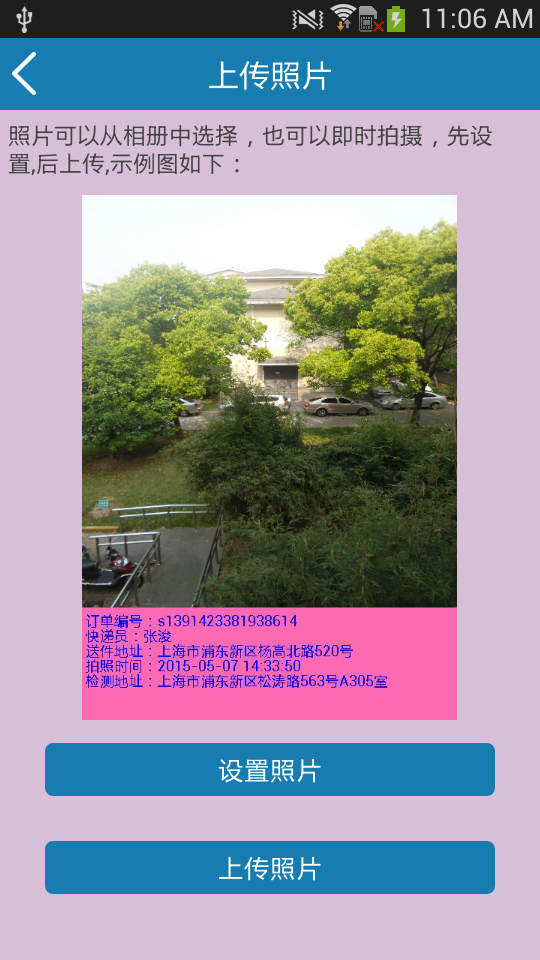 11:06 AM
上传照片
照片可以从相册中选择，也可以即时拍摄，先设
置,后上传,示例图如下：
订单编号：s1391423381938614
快递员：张浚
送件地址：上海市浦东新区杨高北路520号
拍照时间：2015-05-07 14:33:50
检测地址：上海市浦东新区松涛路563号A305室
设置照片
上传照片